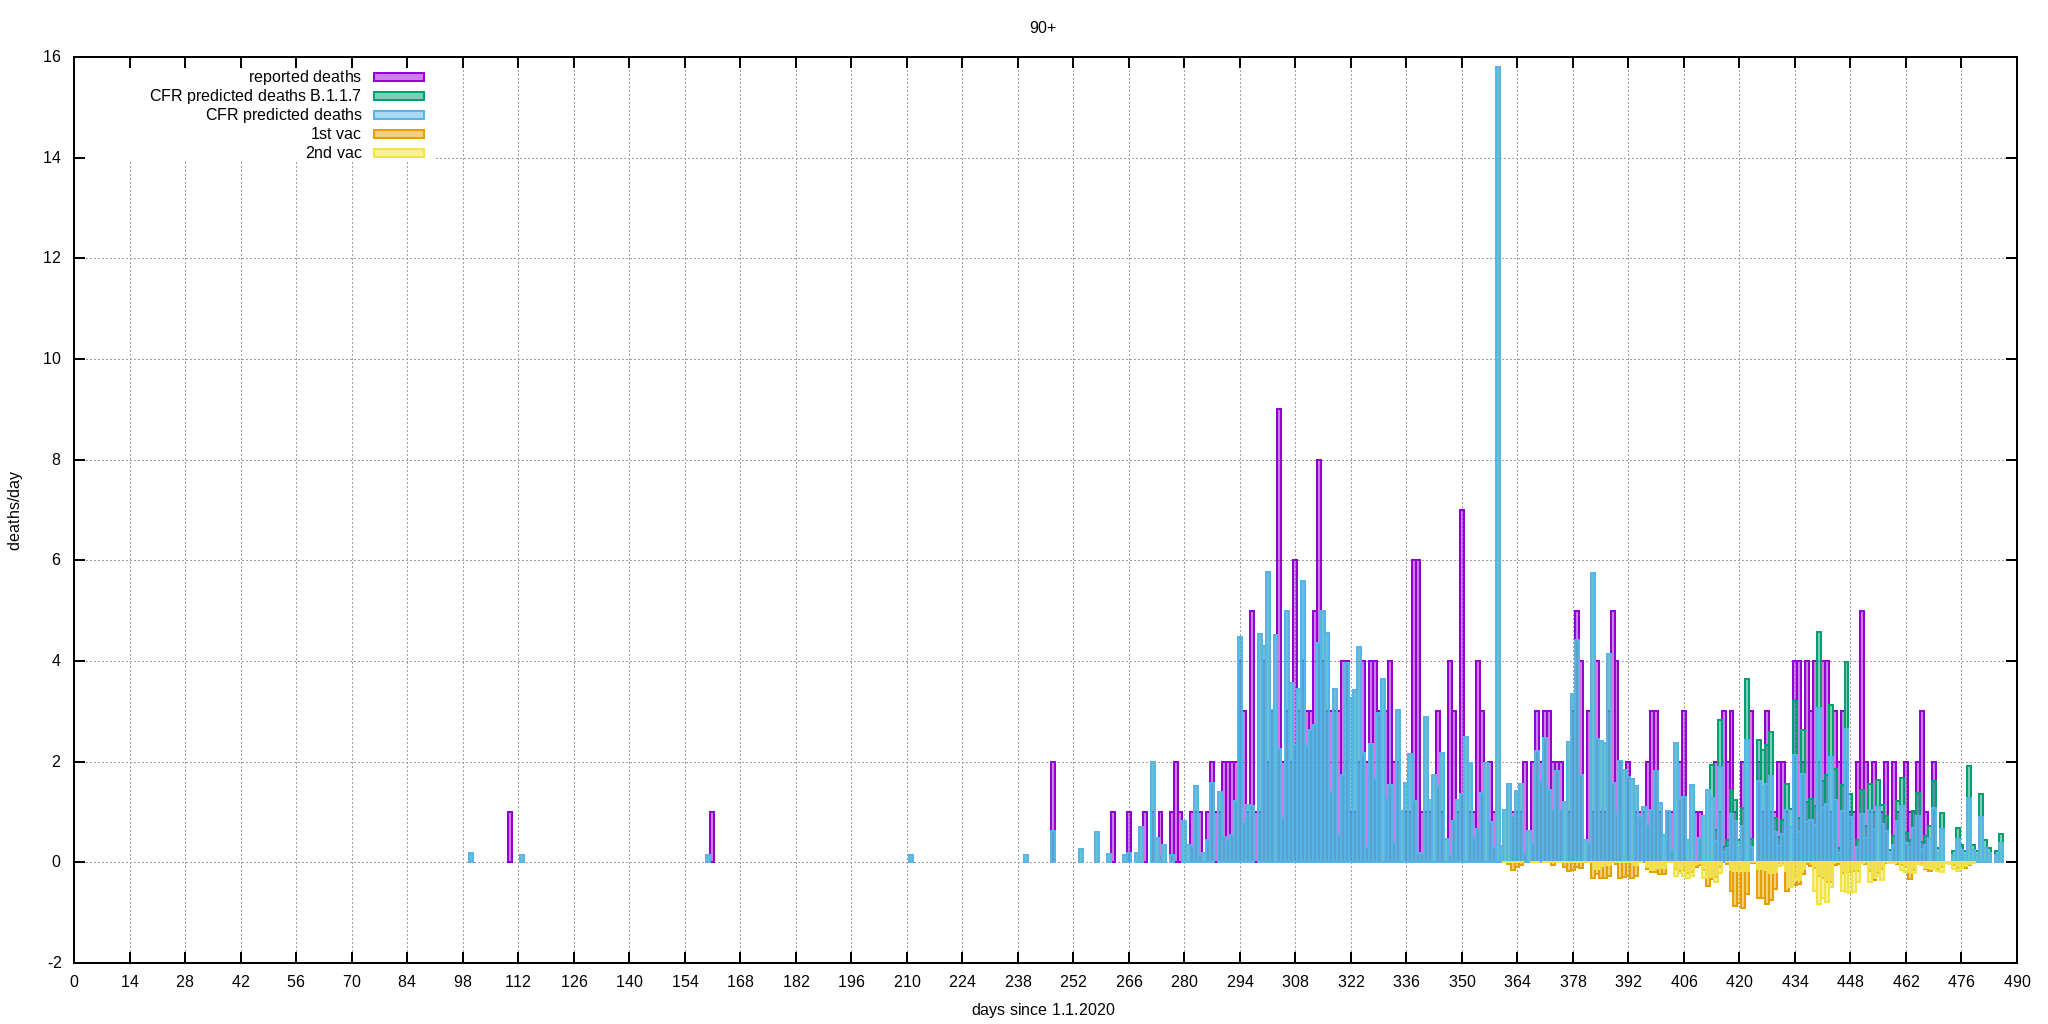 90+
reported deaths
CFR predicted deaths B.1.1.7
CFR predicted deaths
1st vac
2nd vac
16
14
12
10
8
6
4
2
0
-2
deaths/day
0 14 28 42 56 70 84 98 112 126 140 154 168 182 196 210 224 238 252 266 280 294 308 322 336 350 364 378 392 406 420 434 448 462 476 490
days since 1.1.2020